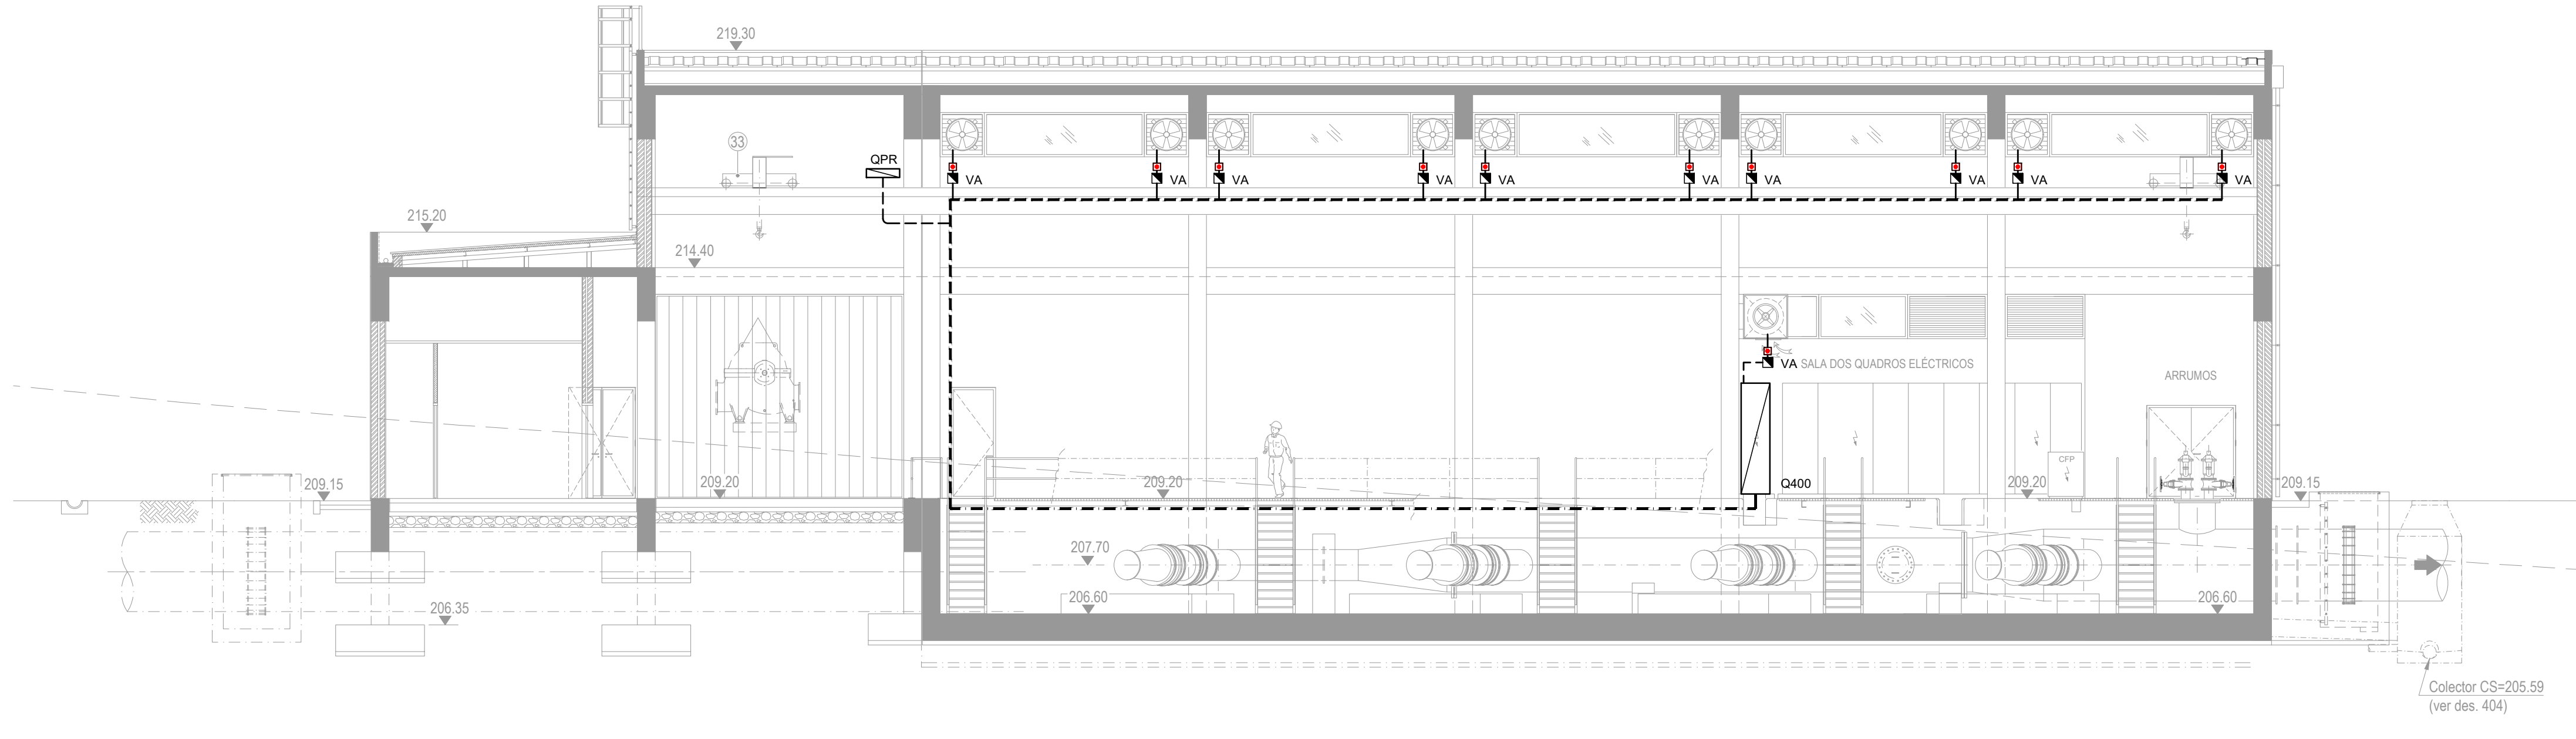 219.30
33
QPR
VA
VA
VA
VA
VA
VA
VA
VA
VA
VA
215.20
214.40
VA SALA DOS QUADROS ELÉCTRICOS
ARRUMOS
CFP
209.15
209.20
209.20
Q400
209.20
209.15
207.70
206.60
206.60
206.35
Colector CS=205.59
(ver des. 404)